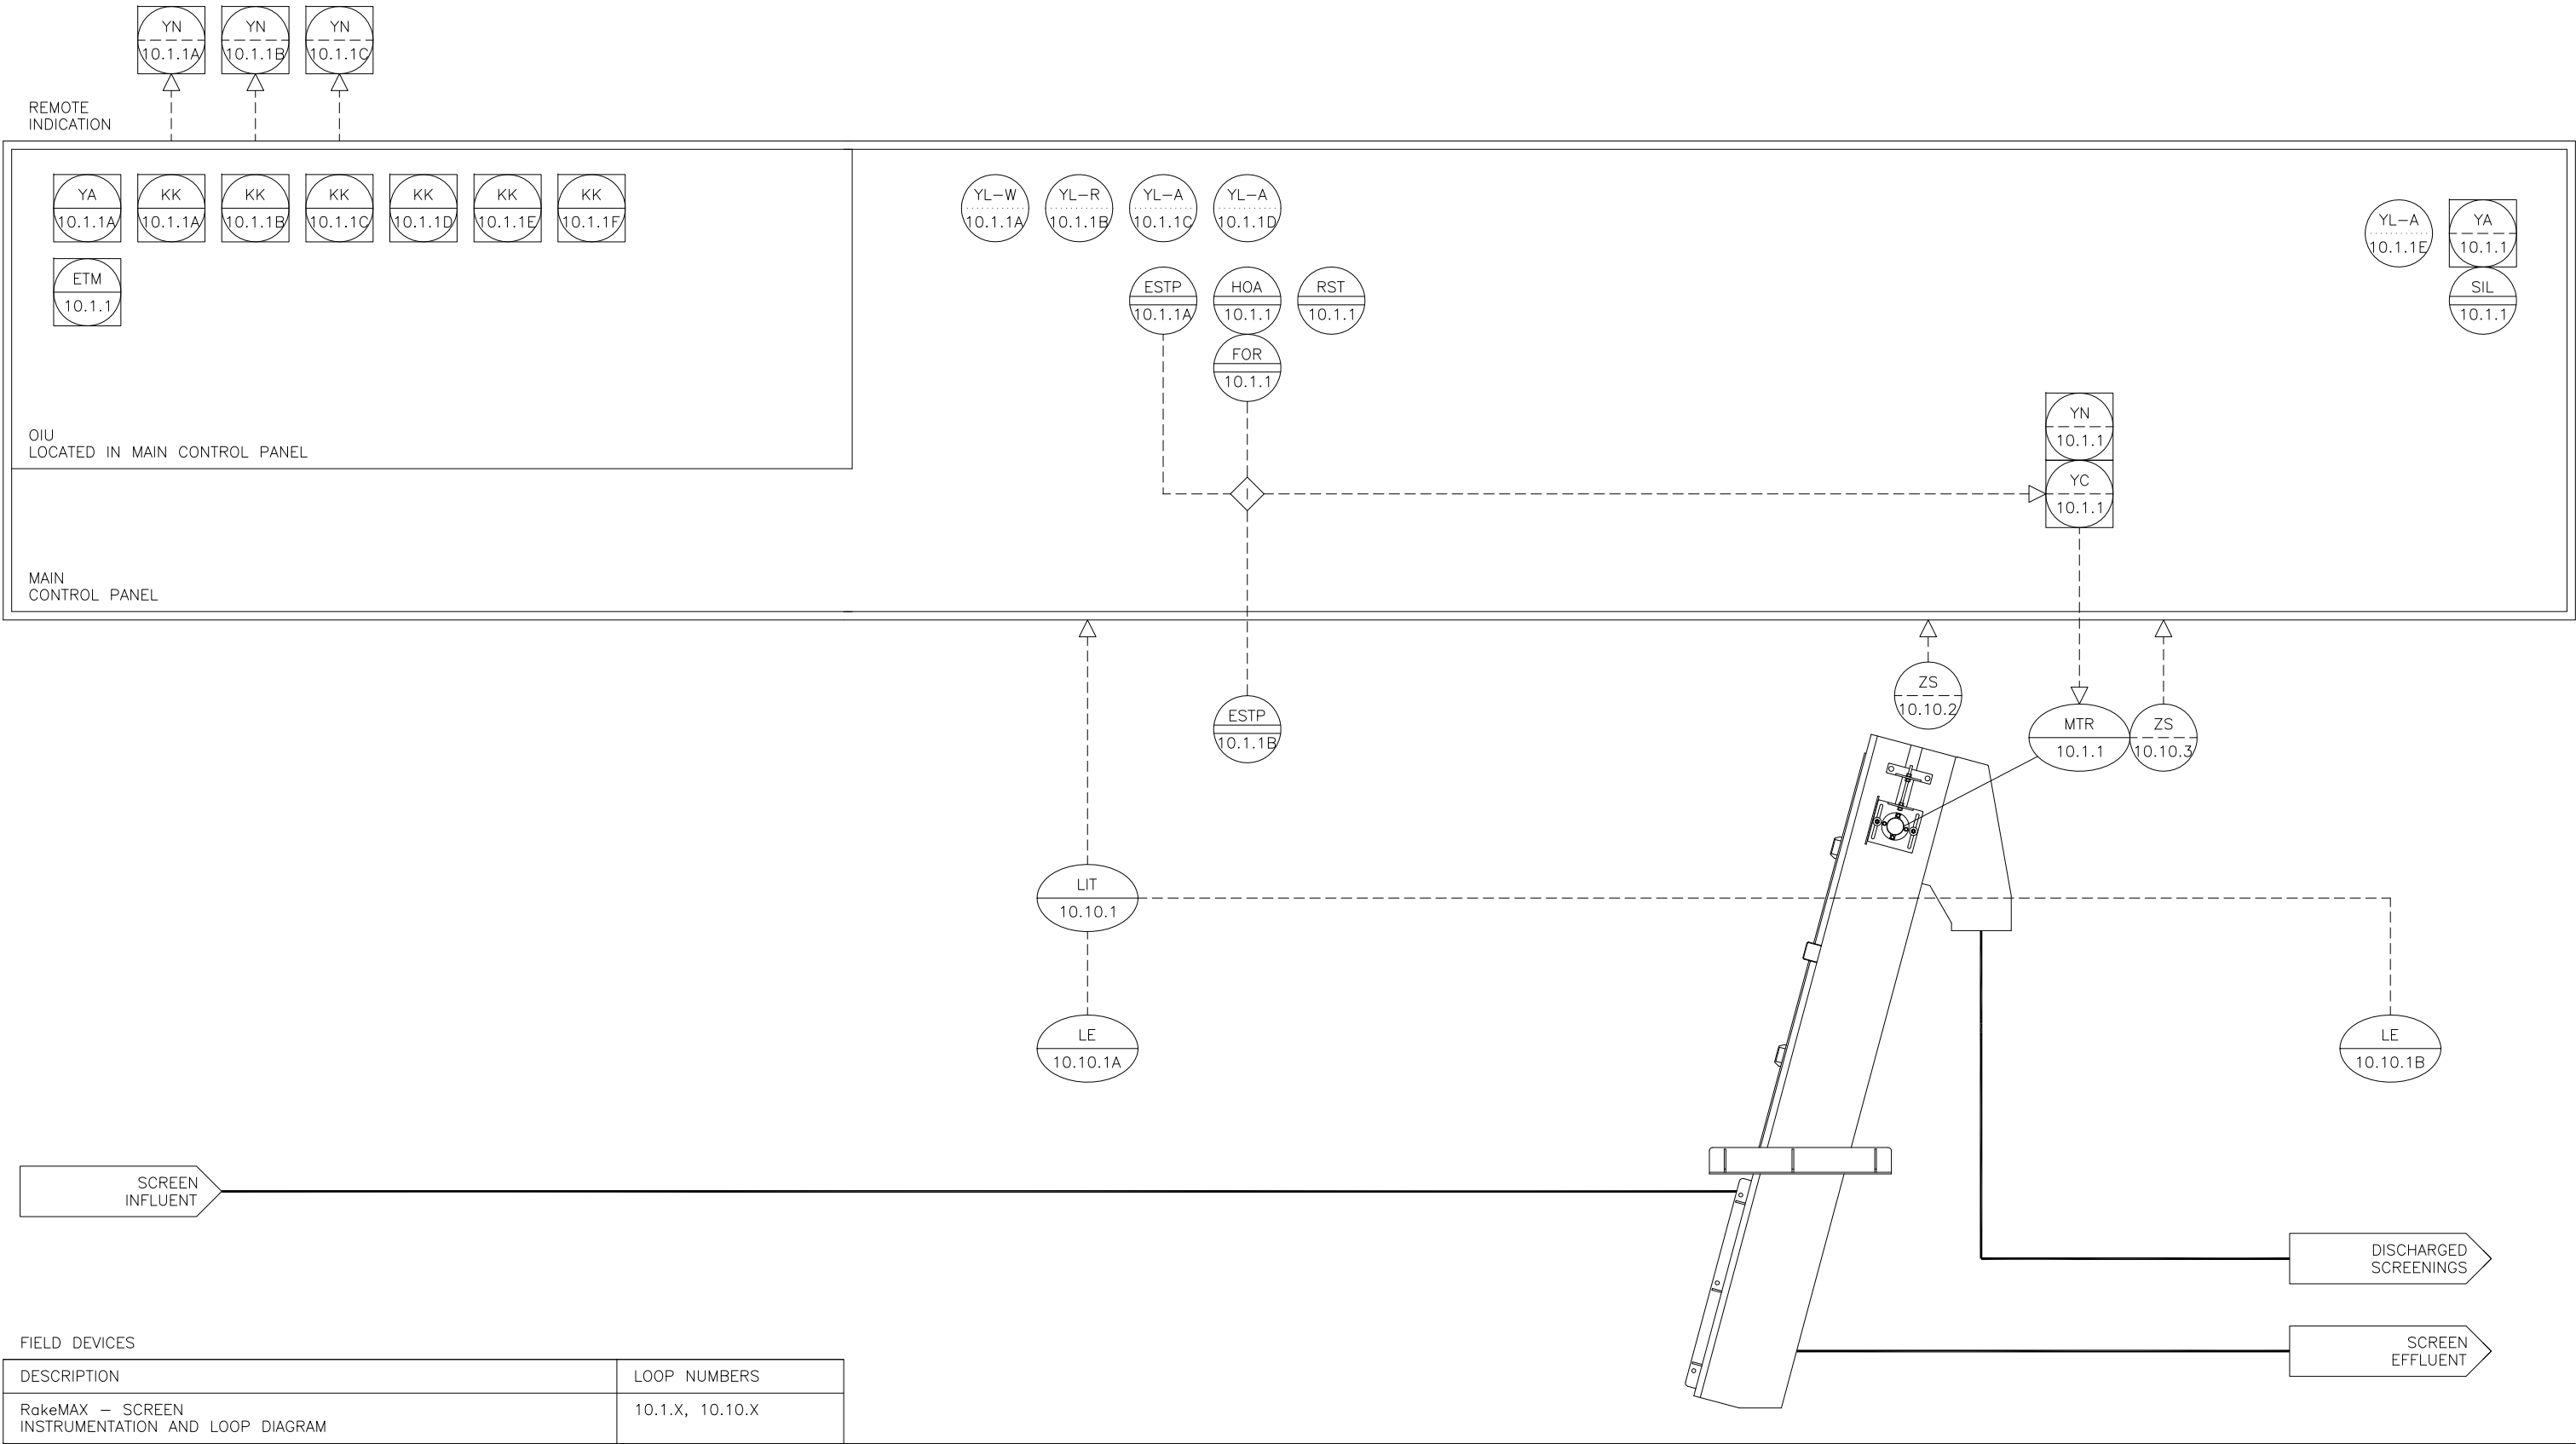 YN
10.1.1A
YN
10.1.1B
YN
10.1.1C
REMOTE
INDICATION
YA
10.1.1A
KK
10.1.1A
KK
10.1.1B
KK
10.1.1C
KK
10.1.1D
KK
10.1.1E
KK
10.1.1F
ETM
10.1.1
OIU
LOCATED IN MAIN CONTROL PANEL
MAIN
CONTROL PANEL
YL-W
10.1.1A
YL-R
10.1.1B
YL-A
10.1.1C
YL-A
10.1.1D
YL-A
10.1.1E
YA
10.1.1
SIL
10.1.1
ESTP
10.1.1A
HOA
10.1.1
RST
10.1.1
FOR
10.1.1
I
YN
10.1.1
YC
10.1.1
ESTP
10.1.1B
ZS
10.10.2
MTR
10.1.1
ZS
10.10.3
LIT
10.10.1
LE
10.10.1A
LE
10.10.1B
SCREEN
INFLUENT
DISCHARGED
SCREENINGS
SCREEN
EFFLUENT
FIELD DEVICES
DESCRIPTION
LOOP NUMBERS
RakeMAX - SCREEN
INSTRUMENTATION AND LOOP DIAGRAM
10.1.X, 10.10.X